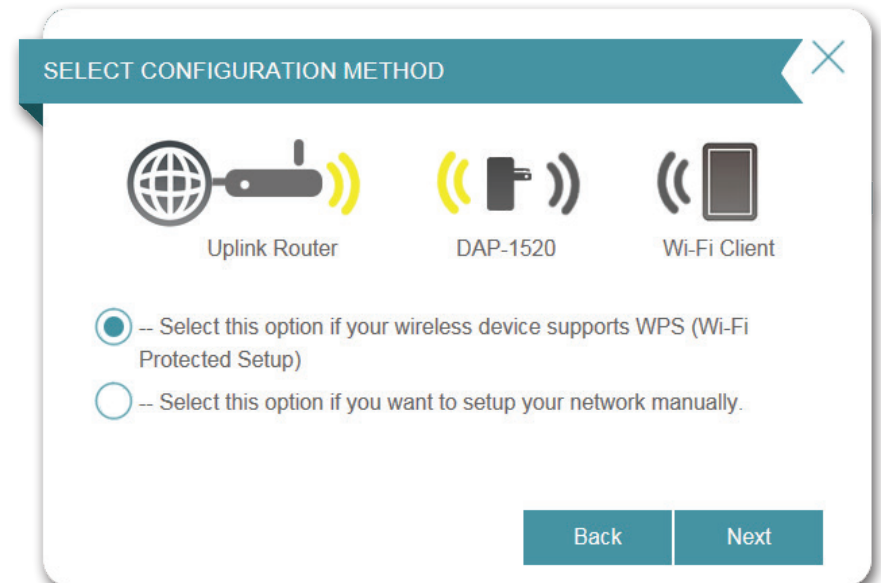 SELECT CONFIGURATION METHOD
Uplink Router
DAP-1520
Wi-Fi Client
-- Select this option if your wireless device supports WPS (Wi-Fi
Protected Setup)
-- Select this option if you want to setup your network manually.
Back
Next